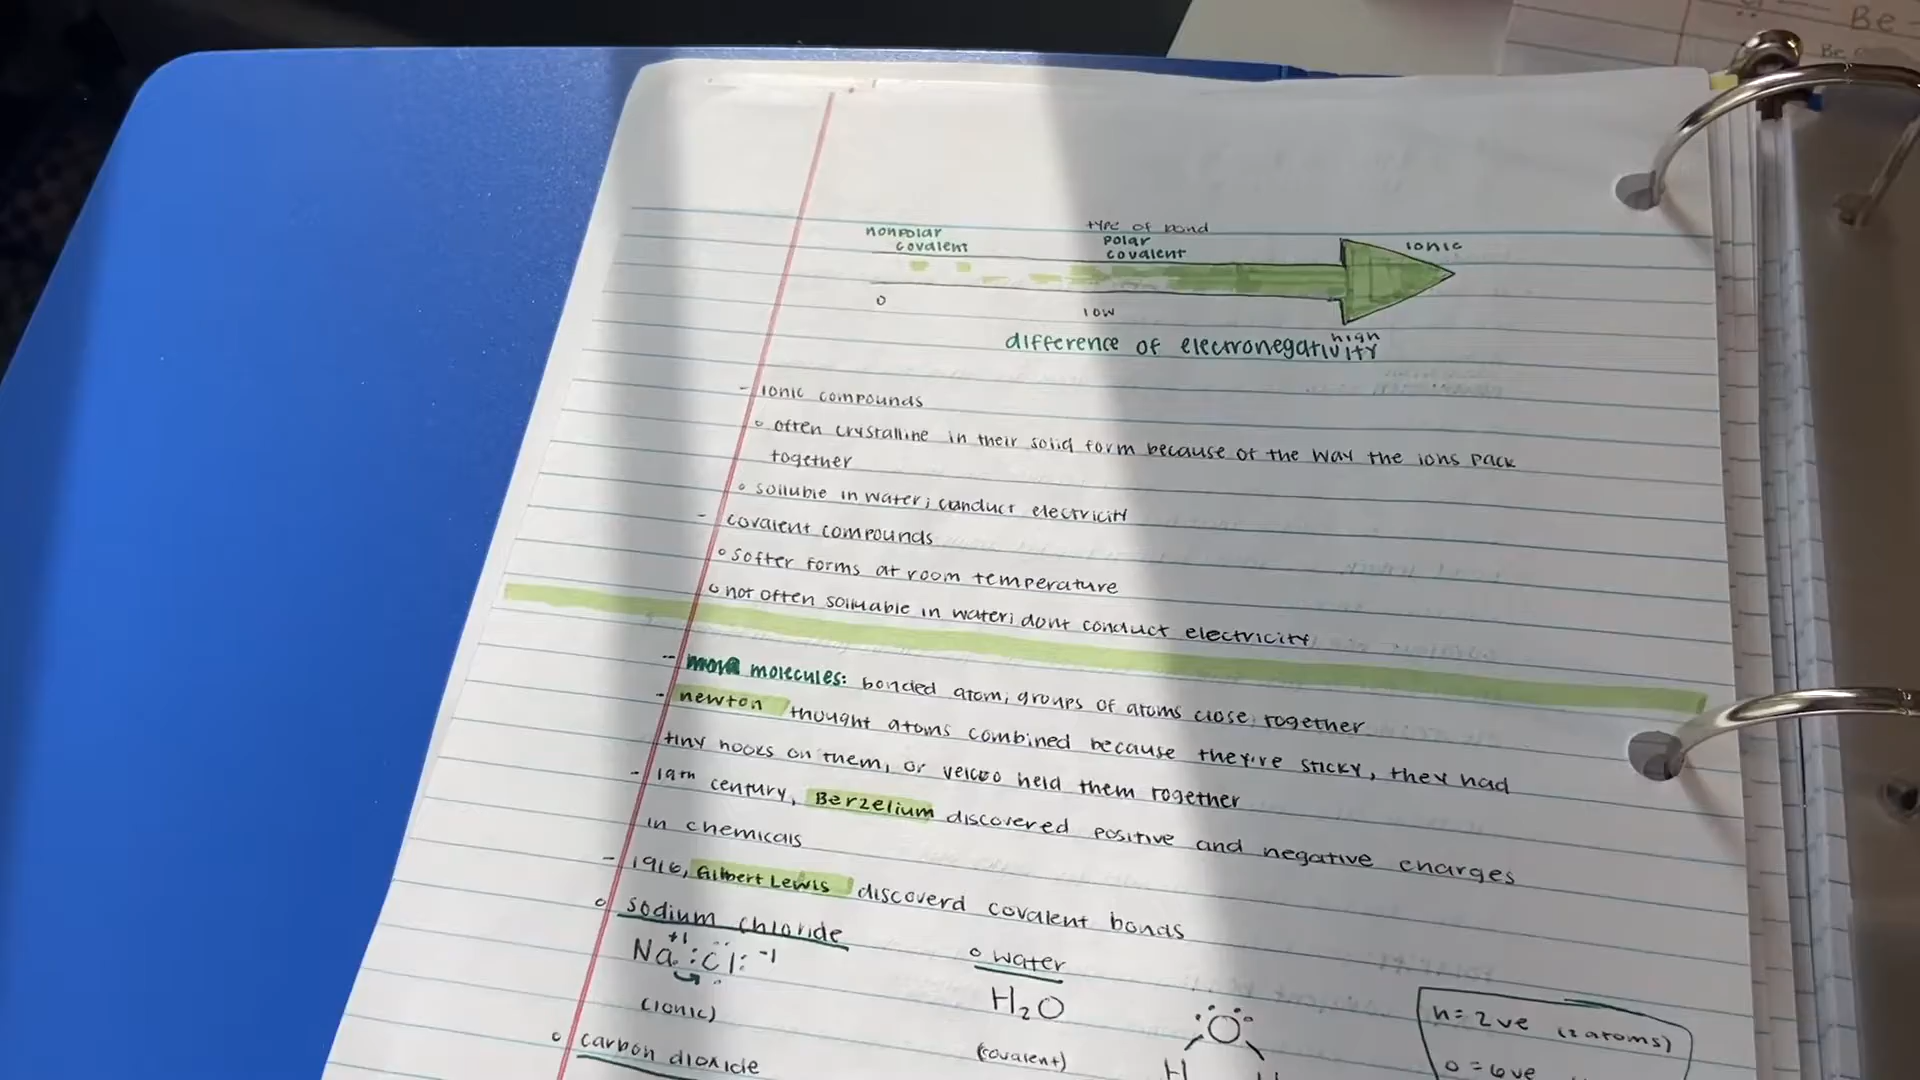 Be
type of bond
nonpolar
covalent
polar
covalent
ionic
0
low
high
difference of electronegativity
- ionic compounds
o often crystalline in their solid form because of the way the ions pack
together
o solluble in water; conduct electricity
- covalent compounds
o softer forms at room temperature
o not often solluable in water; dont conduct electricity
- molecules: bonded atom, groups of atoms close together
- newton thought atoms combined because they're sticky, they had
tiny hooks on them, or velcro held them together
- 19th century, Berzelium discovered positive and negative charges
in chemicals
- 1916, Gilbert Lewis discoverd covalent bonds
o sodium chloride
Na +1 :Cl: -1
(ionic)
o water
H2O
(covalent)
O
H
H = 2ve (2 atoms)
O = 6ve
o carbon dioxide